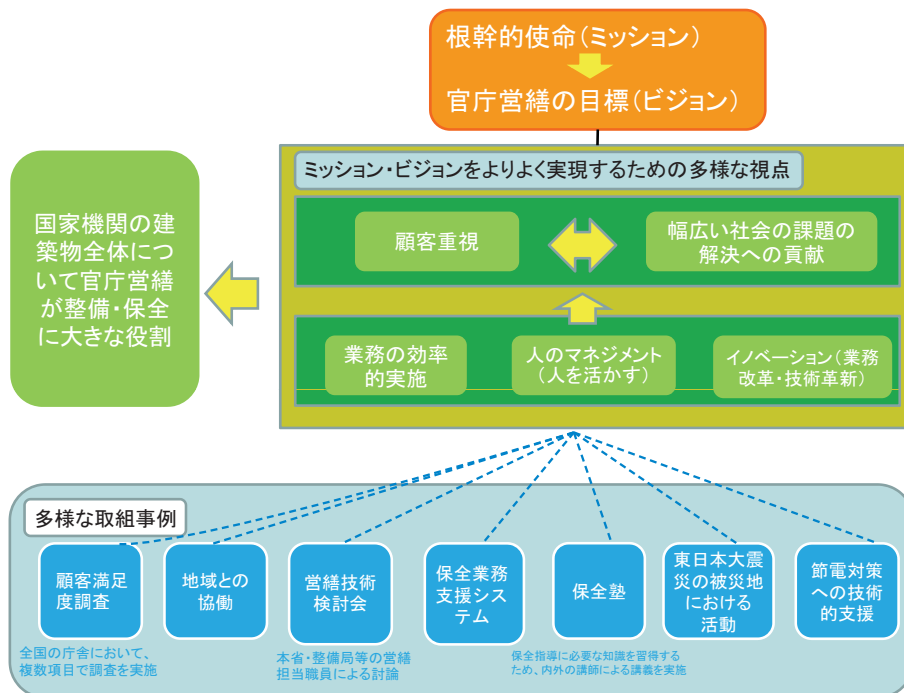 根幹的使命(ミッション)
官庁営繕の目標(ビジョン)
ミッション・ビジョンをよりよく実現するための多様な視点
国家機関の建
築物全体につ
いて官庁営繕
が整備・保全
に大きな役割
顧客重視
幅広い社会の課題の
解決への貢献
業務の効率
的実施
人のマネジメント
(人を活かす)
イノベーション(業務
改革・技術革新)
多様な取組事例
顧客満足
度調査
地域との
協働
営繕技術
検討会
保全業務
支援シス
テム
保全塾
東日本大震
災の被災地
における
活動
節電対策
への技術
的支援
全国の庁舎において、
複数項目で調査を実施
本省・整備局等の営繕
担当職員による討論
保全指導に必要な知識を習得する
ため、内外の講師による講義を実施